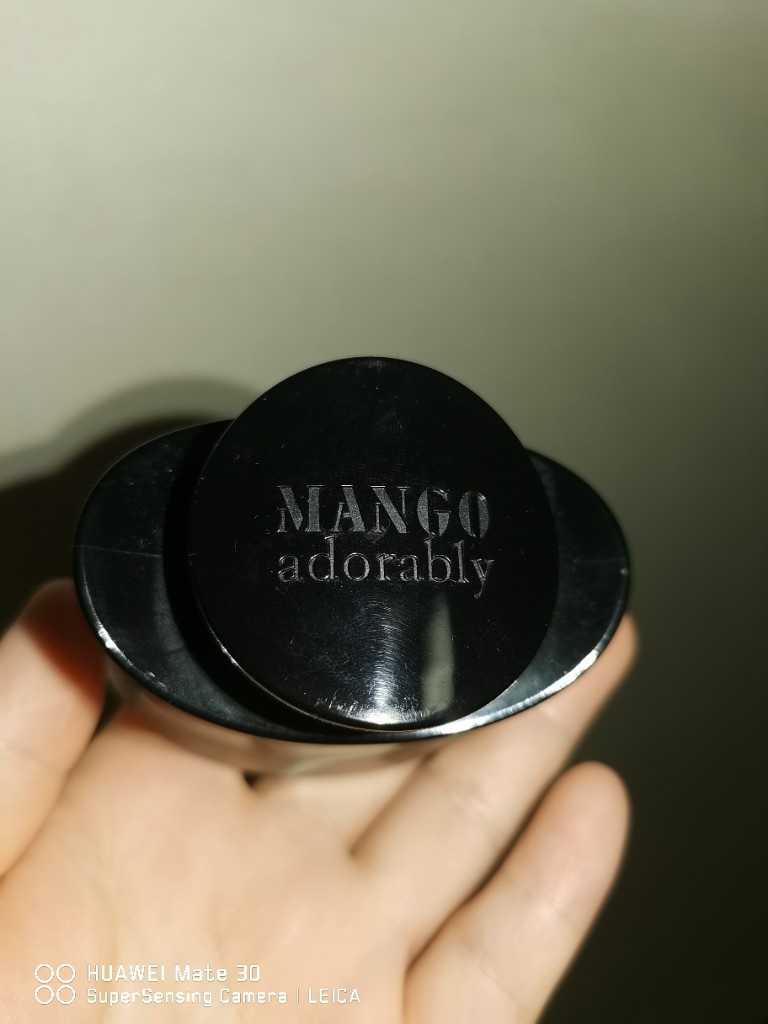 MANGO
adorably
HUAWEI Mate 30
SuperSensing Camera | LEICA